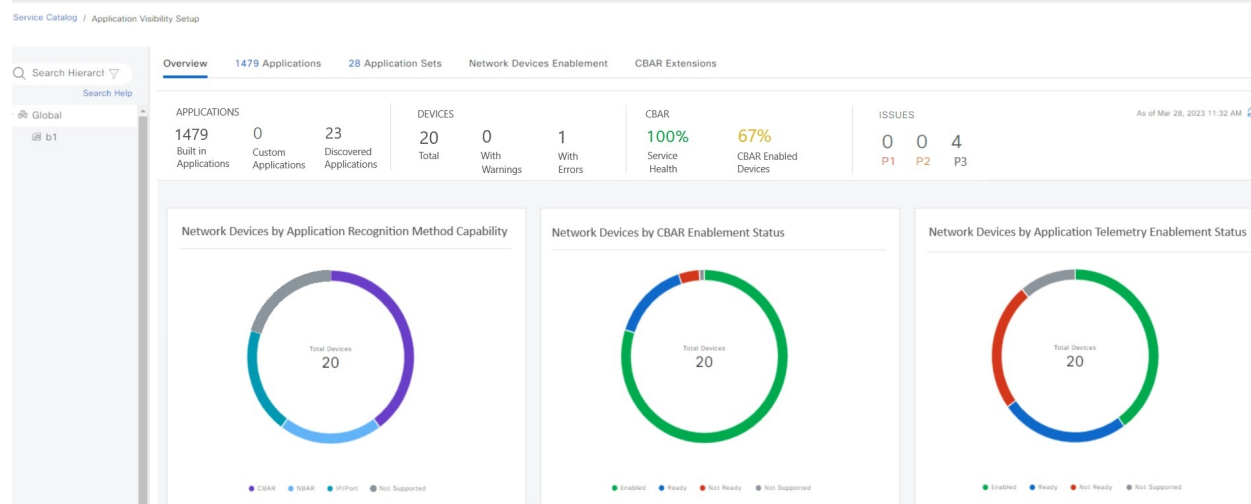 Service Catalog / Application Visibility Setup
Search Hierarcł
Search Help
Global
b1
Overview 1479 Applications 28 Application Sets Network Devices Enablement CBAR Extensions
As of Mar 28, 2023 11:32 AM
APPLICATIONS
1479 0 23
Built in Applications
Custom Applications
Discovered Applications
DEVICES
20 0 1
Total
With Warnings
With Errors
CBAR
100% 67%
Service Health
CBAR Enabled Devices
ISSUES
0 0 4
P1 P2 P3
Network Devices by Application Recognition Method Capability
Total Devices
20
CBAR NBAR IP/Port Not Supported
Network Devices by CBAR Enablement Status
Total Devices
20
Enabled Ready Not Ready Not Supported
Network Devices by Application Telemetry Enablement Status
Total Devices
20
Enabled Ready Not Ready Not Supported